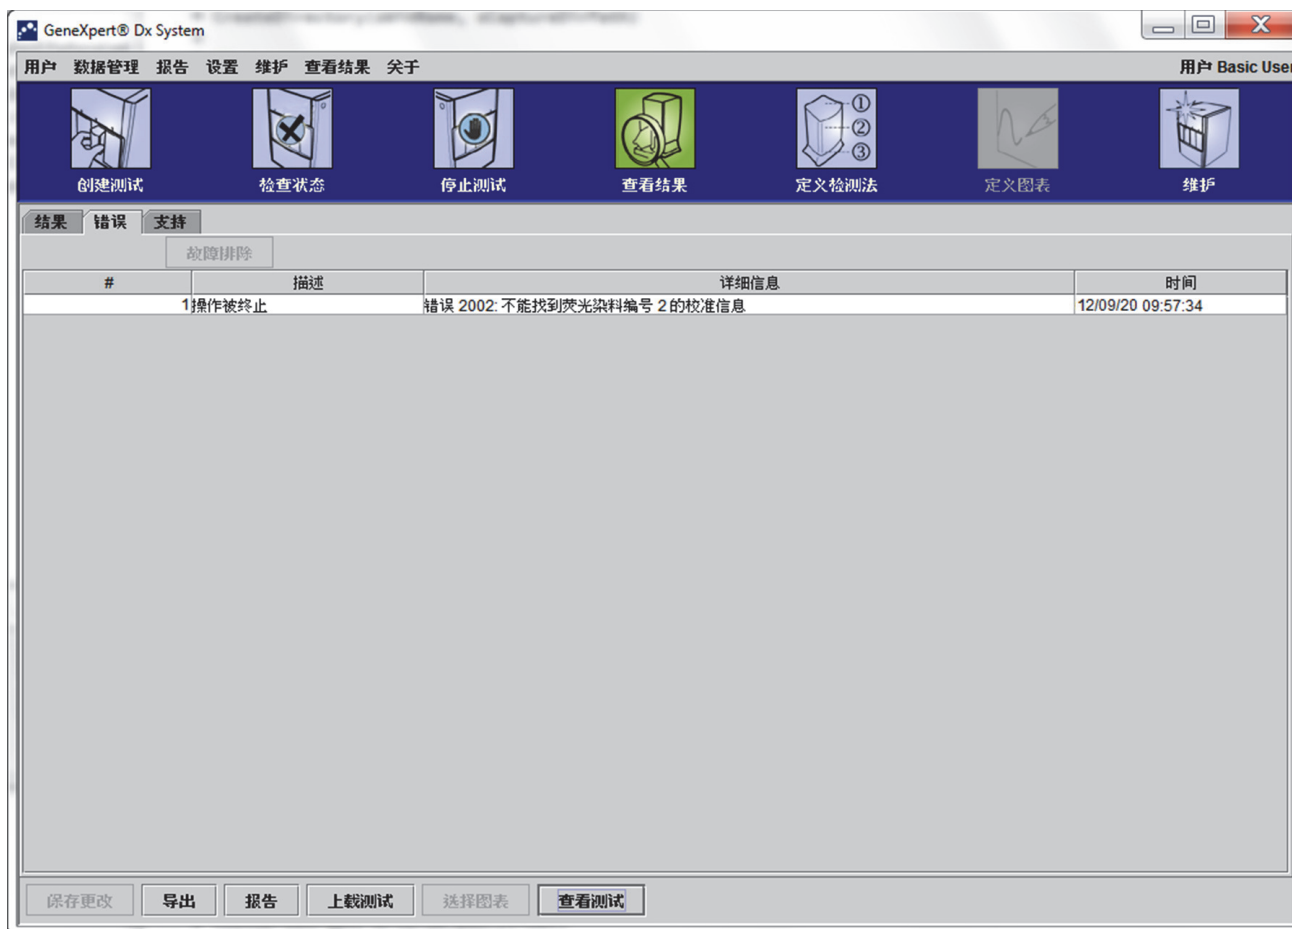 GeneXpert® Dx System
用户 数据管理 报告 设置 维护 查看结果 关于 用户 Basic User
① ② ③
创建测试 检查状态 停止测试 查看结果 定义检测法 定义图表 维护
结果 错误 支持
故障排除
# 描述 详细信息 时间
1 操作被终止 错误 2002: 不能找到荧光染料编号 2 的校准信息 12/09/20 09:57:34
保存更改 导出 报告 上载测试 选择图表 查看测试